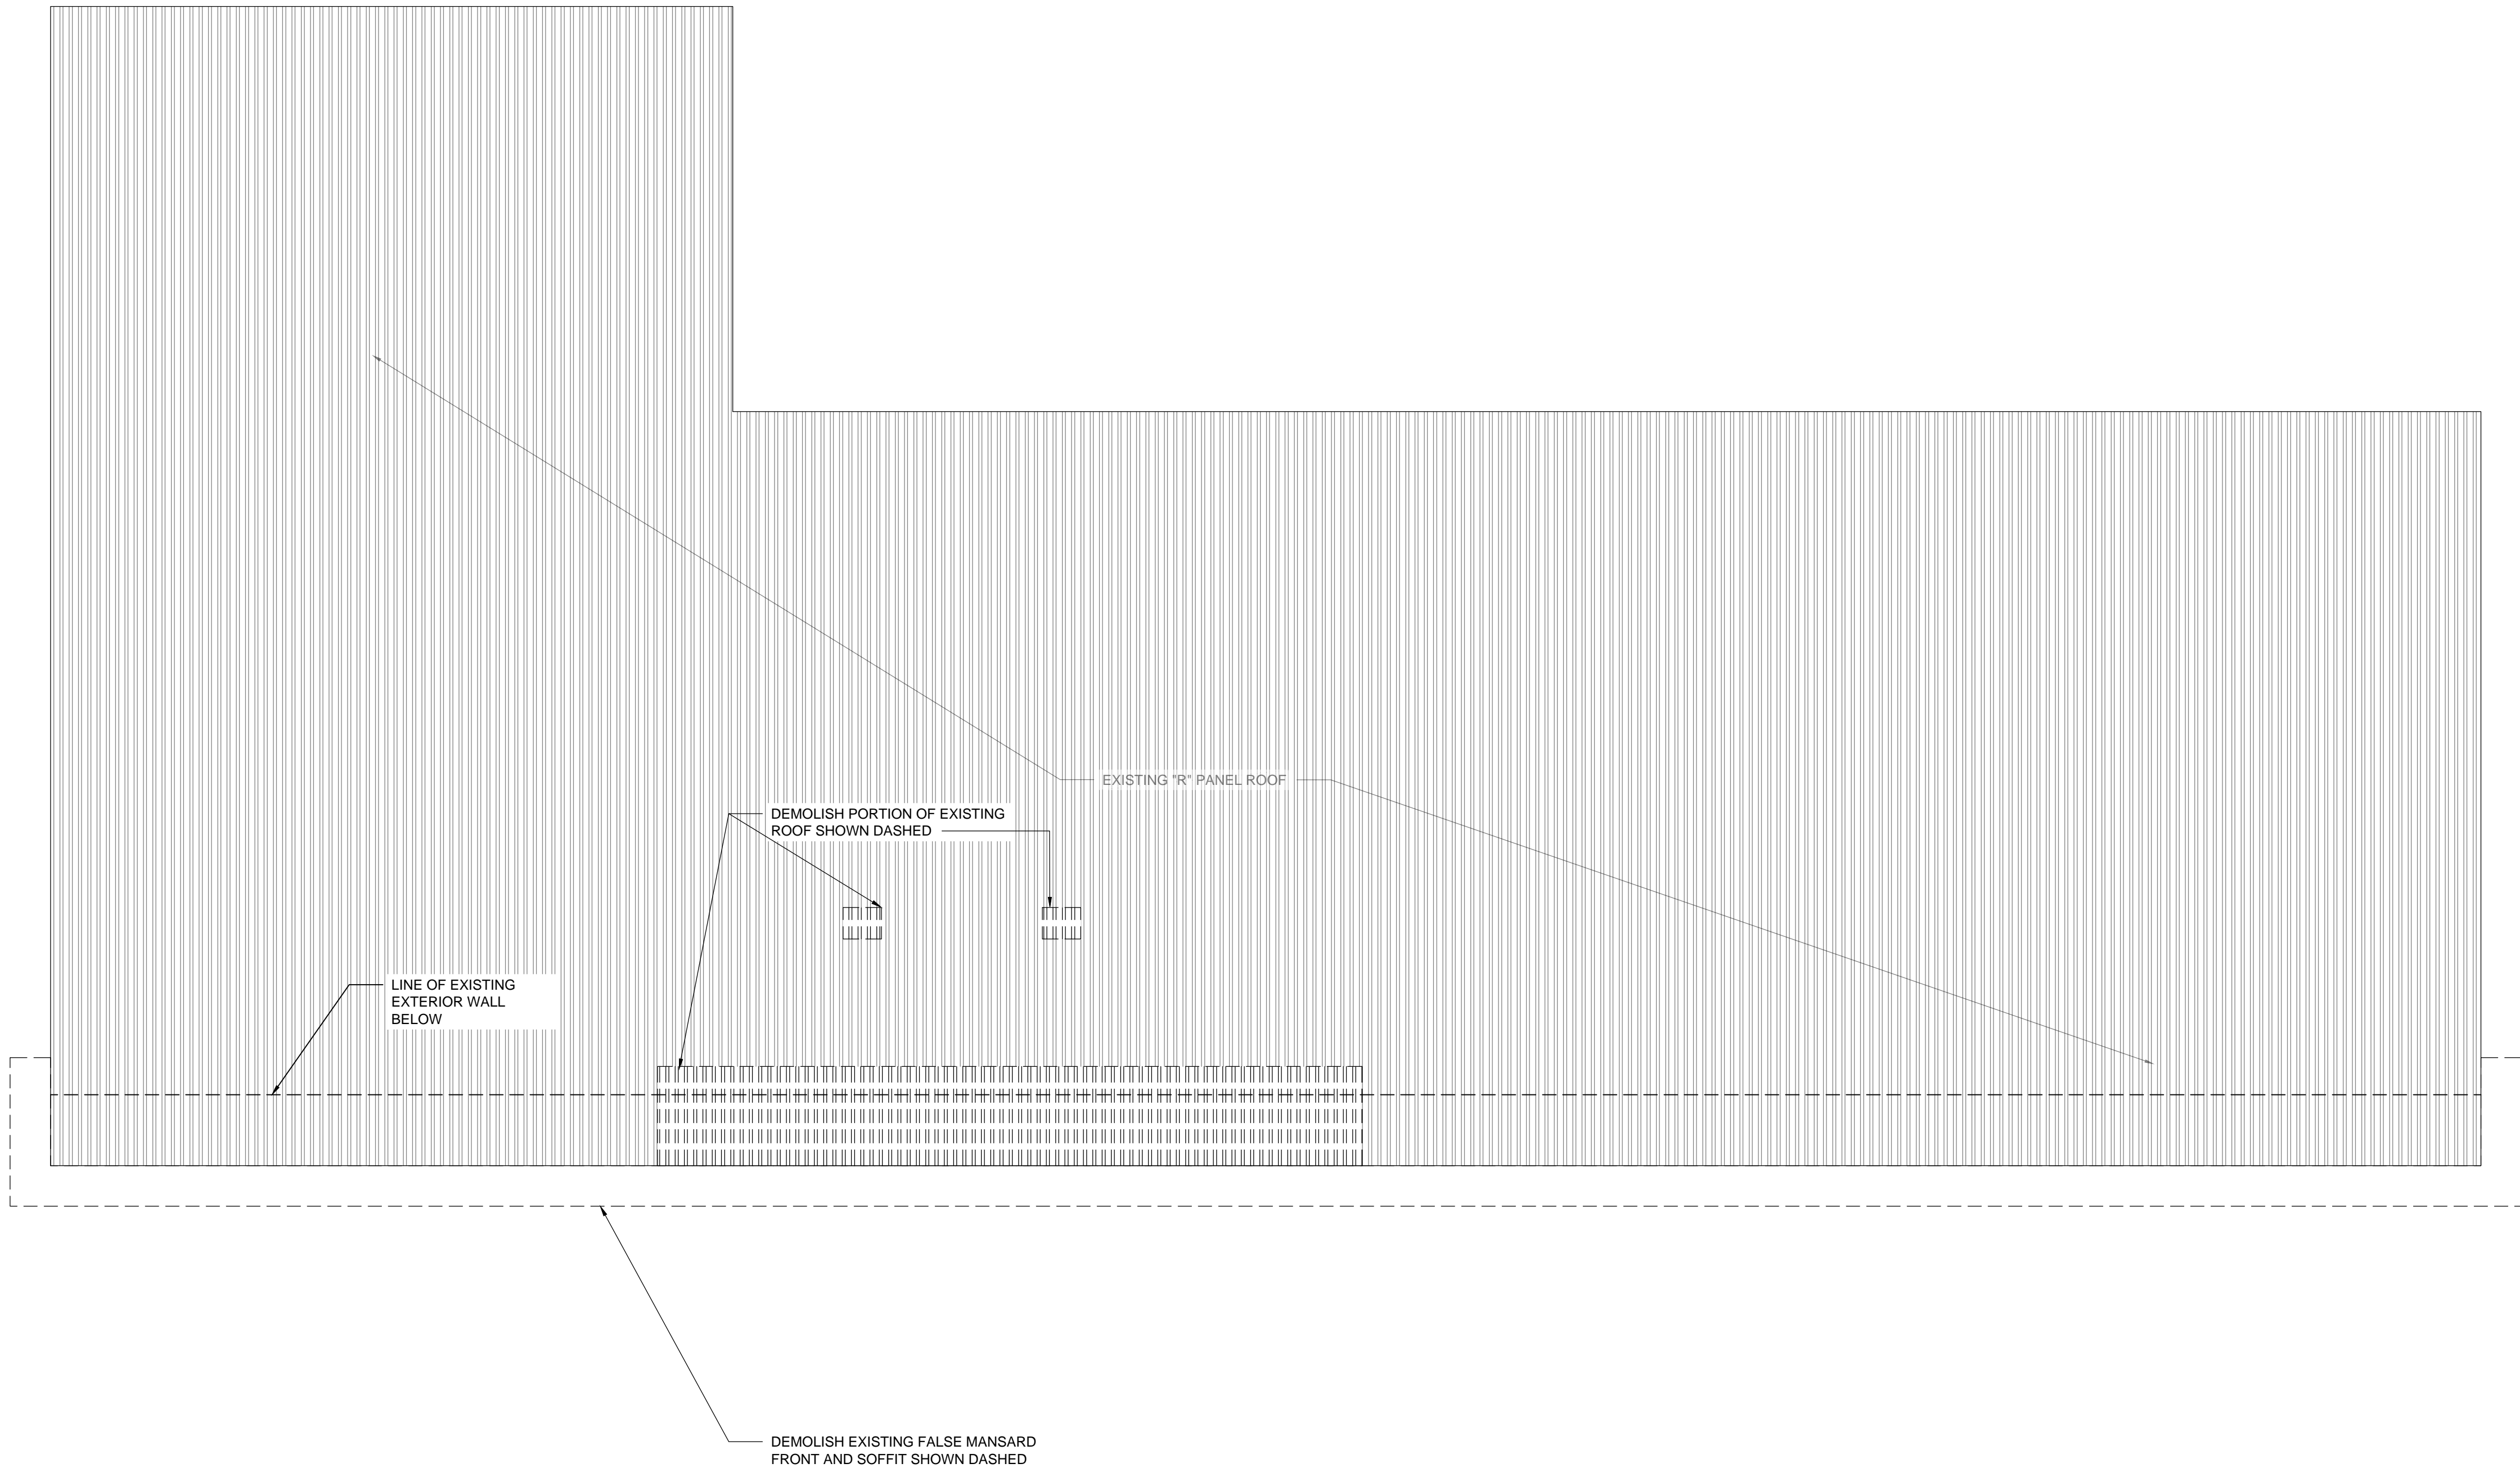 EXISTING "R" PANEL ROOF
DEMOLISH PORTION OF EXISTING
ROOF SHOWN DASHED
LINE OF EXISTING
EXTERIOR WALL
BELOW
DEMOLISH EXISTING FALSE MANSARD
FRONT AND SOFFIT SHOWN DASHED